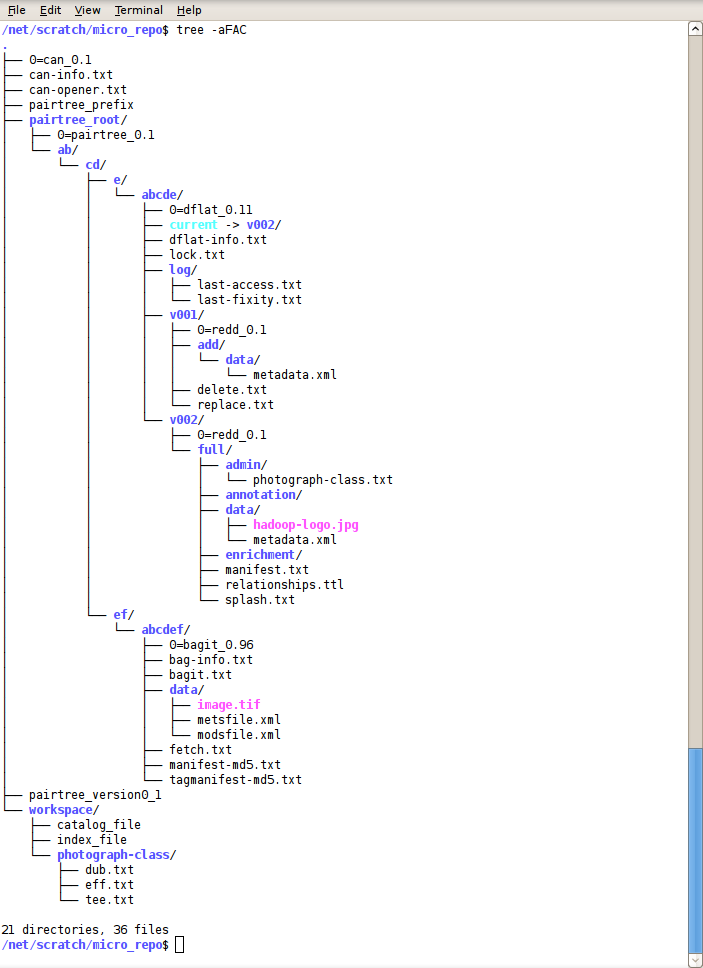 File Edit View Terminal Help
/net/scratch/micro_repo$ tree -aFAC
.
├── 0=can_0.1
├── can-info.txt
├── can-opener.txt
├── pairtree_prefix
├── pairtree_root/
│   ├── 0=pairtree_0.1
│   └── ab/
│       └── cd/
│           ├── e/
│           │   └── abcde/
│           │       ├── 0=dflat_0.11
│           │       ├── current -> v002/
│           │       ├── dflat-info.txt
│           │       ├── lock.txt
│           │       ├── log/
│           │       │   ├── last-access.txt
│           │       │   └── last-fixity.txt
│           │       ├── v001/
│           │       │   ├── 0=redd_0.1
│           │       │   ├── add/
│           │       │   │   └── data/
│           │       │   │       └── metadata.xml
│           │       │   ├── delete.txt
│           │       │   └── replace.txt
│           │       └── v002/
│           │           ├── 0=redd_0.1
│           │           └── full/
│           │               ├── admin/
│           │               │   └── photograph-class.txt
│           │               ├── annotation/
│           │               ├── data/
│           │               │   ├── hadoop-logo.jpg
│           │               │   └── metadata.xml
│           │               ├── enrichment/
│           │               ├── manifest.txt
│           │               ├── relationships.ttl
│           │               └── splash.txt
│           └── ef/
│               └── abcdef/
│                   ├── 0=bagit_0.96
│                   ├── bag-info.txt
│                   ├── bagit.txt
│                   ├── data/
│                   │   ├── image.tif
│                   │   ├── metsfile.xml
│                   │   └── modsfile.xml
│                   ├── fetch.txt
│                   ├── manifest-md5.txt
│                   └── tagmanifest-md5.txt
├── pairtree_version0_1
└── workspace/
    ├── catalog_file
    ├── index_file
    └── photograph-class/
        ├── dub.txt
        ├── eff.txt
        └── tee.txt

21 directories, 36 files
/net/scratch/micro_repo$